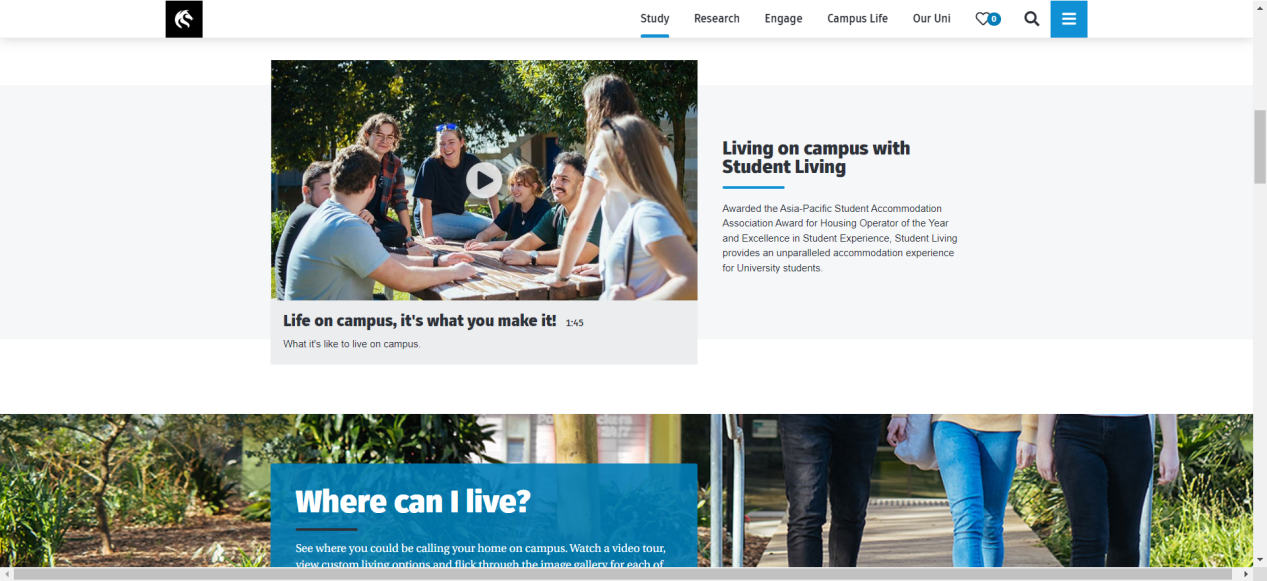 Study Research Engage Campus Life Our Uni 0
Living on campus with
Student Living
Awarded the Asia-Pacific Student Accommodation
Association Award for Housing Operator of the Year
and Excellence in Student Experience, Student Living
provides an unparalleled accommodation experience
for University students.
Life on campus, it's what you make it! 1:45
What it's like to live on campus.
Where can I live?
See where you could be calling your home on campus. Watch a video tour,
view custom living options and flick through the image gallery for each of